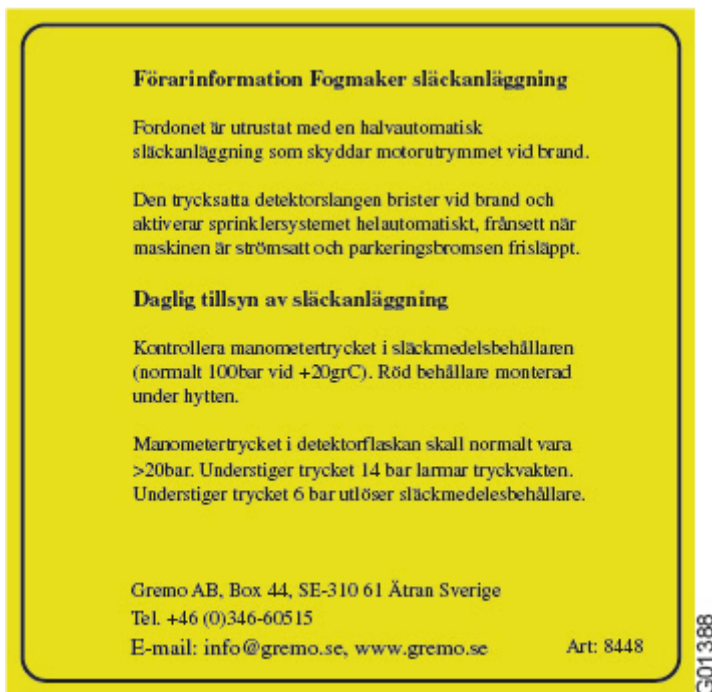 Förarinformation Fogmaker släckanläggning
Fordonet är utrustat med en halvautomatisk
släckanläggning som skyddar motorutrymmet vid brand.
Den trycksatta detektorslangen brister vid brand och
aktiverar sprinklersystemet helautomatiskt, frånsett när
maskinen är strömsatt och parkeringsbromsen frisläppt.
Daglig tillsyn av släckanläggning
Kontrollera manometertrycket i släckmedelsbehållaren
(normalt 100bar vid +20grC). Röd behållare monterad
under hytten.
Manometertrycket i detektorflaskan skall normalt vara
>20bar. Understiger trycket 14 bar larmar tryckvakten.
Understiger trycket 6 bar utlöser släckmedelesbehållare.
Gremo AB, Box 44, SE-310 61 Ätran Sverige
Tel. +46 (0)346-60515
E-mail: info@gremo.se, www.gremo.se Art: 8448
G01388